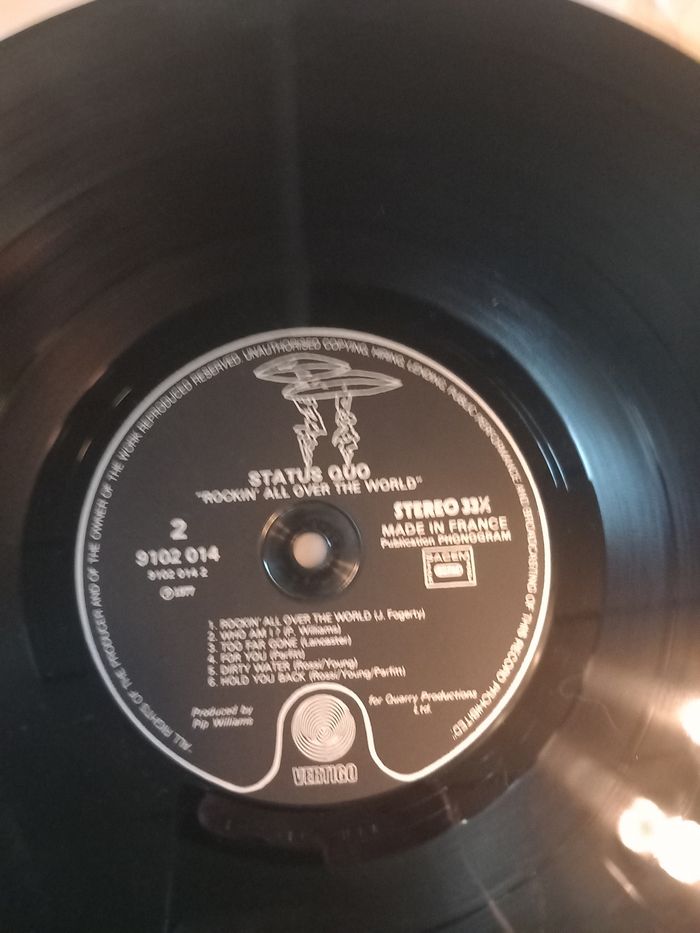 "ALL RIGHTS OF THE PRODUCER AND OF THE OWNER OF THE WORK REPRODUCED RESERVED. UNAUTHORISED COPYING, HIRING, LENDING, PUBLIC PERFORMANCE AND BROADCASTING OF THIS RECORD PROHIBITED".
STATUS QUO
"ROCKIN' ALL OVER THE WORLD"
2
9102 014
9102 014 2
Ⓟ 1977
STEREO 33⅓
MADE IN FRANCE
Publication PHONOGRAM
SACEM
1. ROCKIN' ALL OVER THE WORLD (J. Fogarty)
2. WHO AM I? (P. Williams)
3. TOO FAR GONE (Lancaster)
4. FOR YOU (Parfitt)
5. DIRTY WATER (Rossi/Young)
6. HOLD YOU BACK (Rossi/Young/Parfitt)
Produced by
Pip Williams
for Quarry Productions
Ltd.
VERTIGO